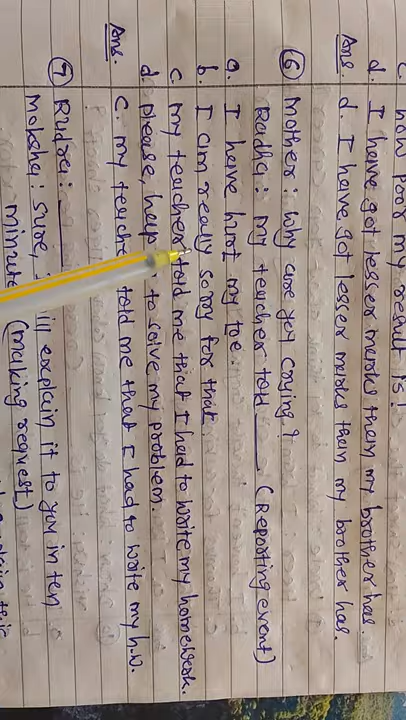 c. how poor my result is!
d. I have got lesser marks than my brother has.
Ans. d. I have got lesser marks than my brother has.
6 Mother: Why are you crying?
Radha: my teacher told ____ (Reporting event)
a. I have hurt my toe.
b. I am really sorry for that
c. my teacher told me that I had to write my homework.
d. please, help to solve my problem.
Ans. c. my teache told me that I had to write my h.w.
7 Rudra: ____
Moksha: sure, ill explain it to you in ten
minute (making request)